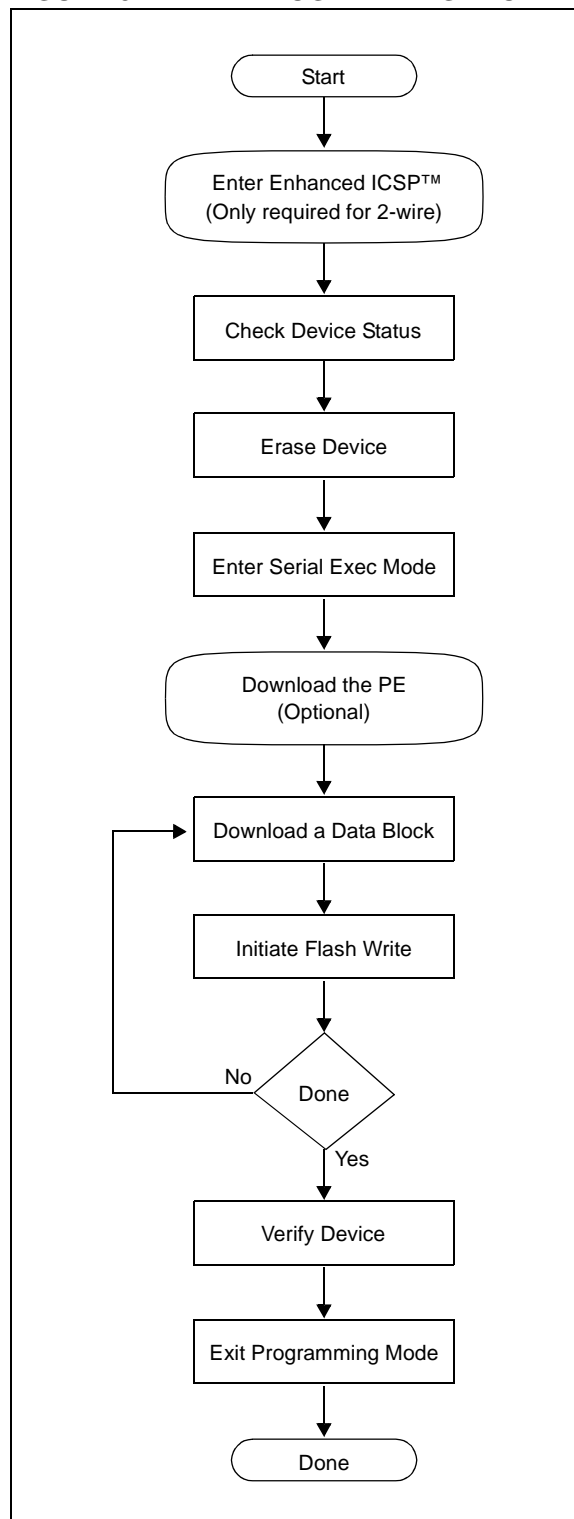 Start
Enter Enhanced ICSP™
(Only required for 2-wire)
Check Device Status
Erase Device
Enter Serial Exec Mode
Download the PE
(Optional)
Download a Data Block
Initiate Flash Write
No
Done
Yes
Verify Device
Exit Programming Mode
Done